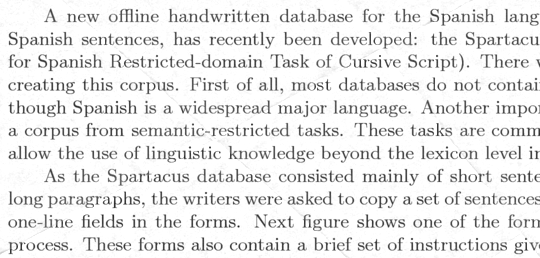 A new offline handwritten database for the Spanish lang
Spanish sentences, has recently been developed: the Spartacu
for Spanish Restricted-domain Task of Cursive Script). There
creating this corpus. First of all, most databases do not contai
though Spanish is a widespread major language. Another impo
a corpus from semantic-restricted tasks. These tasks are comm
allow the use of linguistic knowledge beyond the lexicon level in
As the Spartacus database consisted mainly of short sente
long paragraphs, the writers were asked to copy a set of sentences
one-line fields in the forms. Next figure shows one of the form
process. These forms also contain a brief set of instructions give